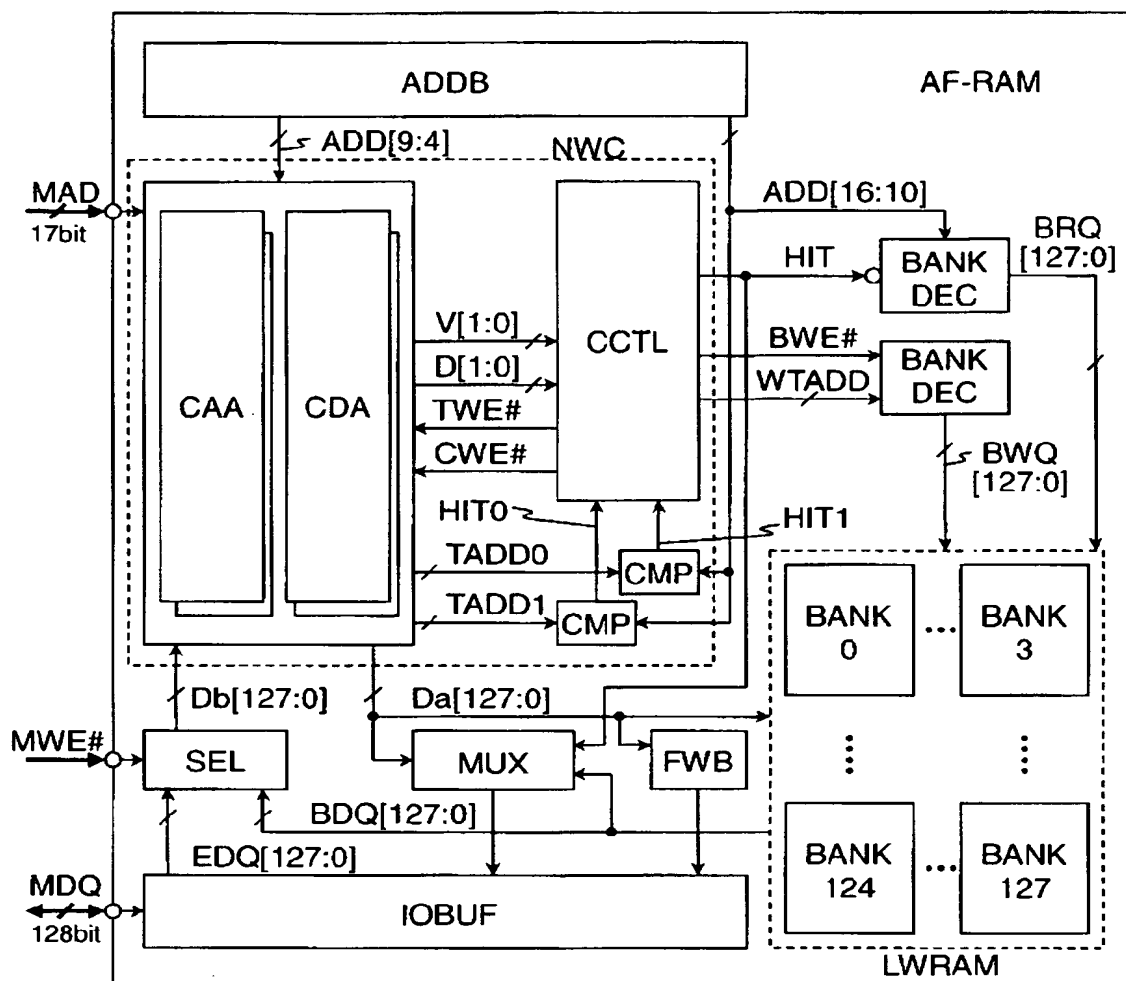 ADDB
AF-RAM
ADD[9:4]
NWC
MAD
17bit
ADD[16:10]
BRQ
[127:0]
HIT
BANK
DEC
V[1:0]
D[1:0]
TWE#
CWE#
CAA
CDA
CCTL
BWE#
WTADD
BANK
DEC
BWQ
[127:0]
HIT0
HIT1
TADD0
CMP
TADD1
CMP
BANK
0
BANK
3
Db[127:0]
Da[127:0]
MWE#
SEL
MUX
FWB
BDQ[127:0]
EDQ[127:0]
BANK
124
BANK
127
MDQ
128bit
IOBUF
LWRAM